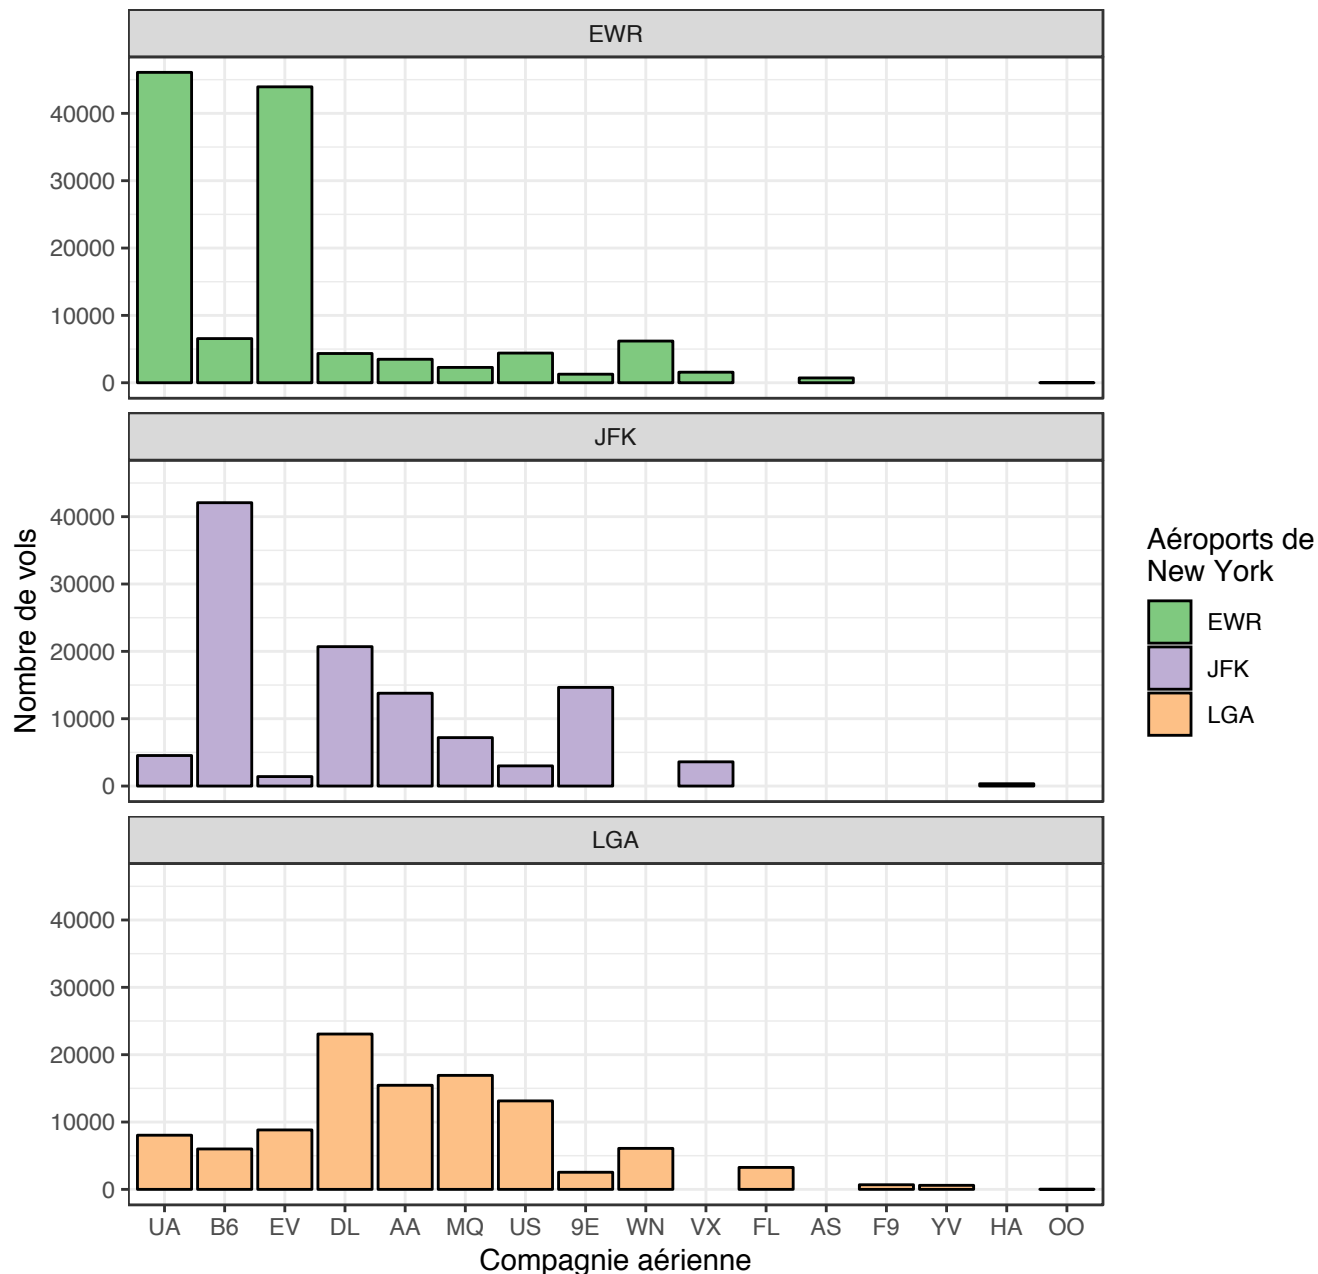 EWR
40000
30000
20000
10000
0
JFK
40000
30000
20000
10000
0
LGA
40000
30000
20000
10000
0
UA B6 EV DL AA MQ US 9E WN VX FL AS F9 YV HA OO
Compagnie aérienne
Nombre de vols
Aéroports de
New York
EWR
JFK
LGA